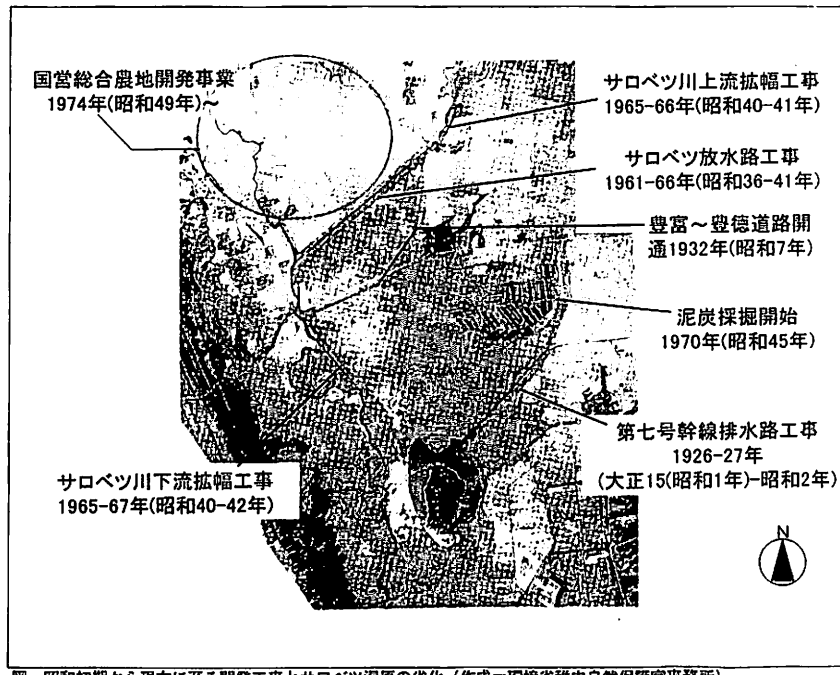 国営総合農地開発事業
1974年(昭和49年)~
サロベツ川上流拡幅工事
1965-66年(昭和40-41年)
サロベツ放水路工事
1961-66年(昭和36-41年)
豊富~豊徳道路開
通1932年(昭和7年)
泥炭採掘開始
1970年(昭和45年)
第七号幹線排水路工事
1926-27年
(大正15(昭和1年)-昭和2年)
サロベツ川下流拡幅工事
1965-67年(昭和40-42年)
N